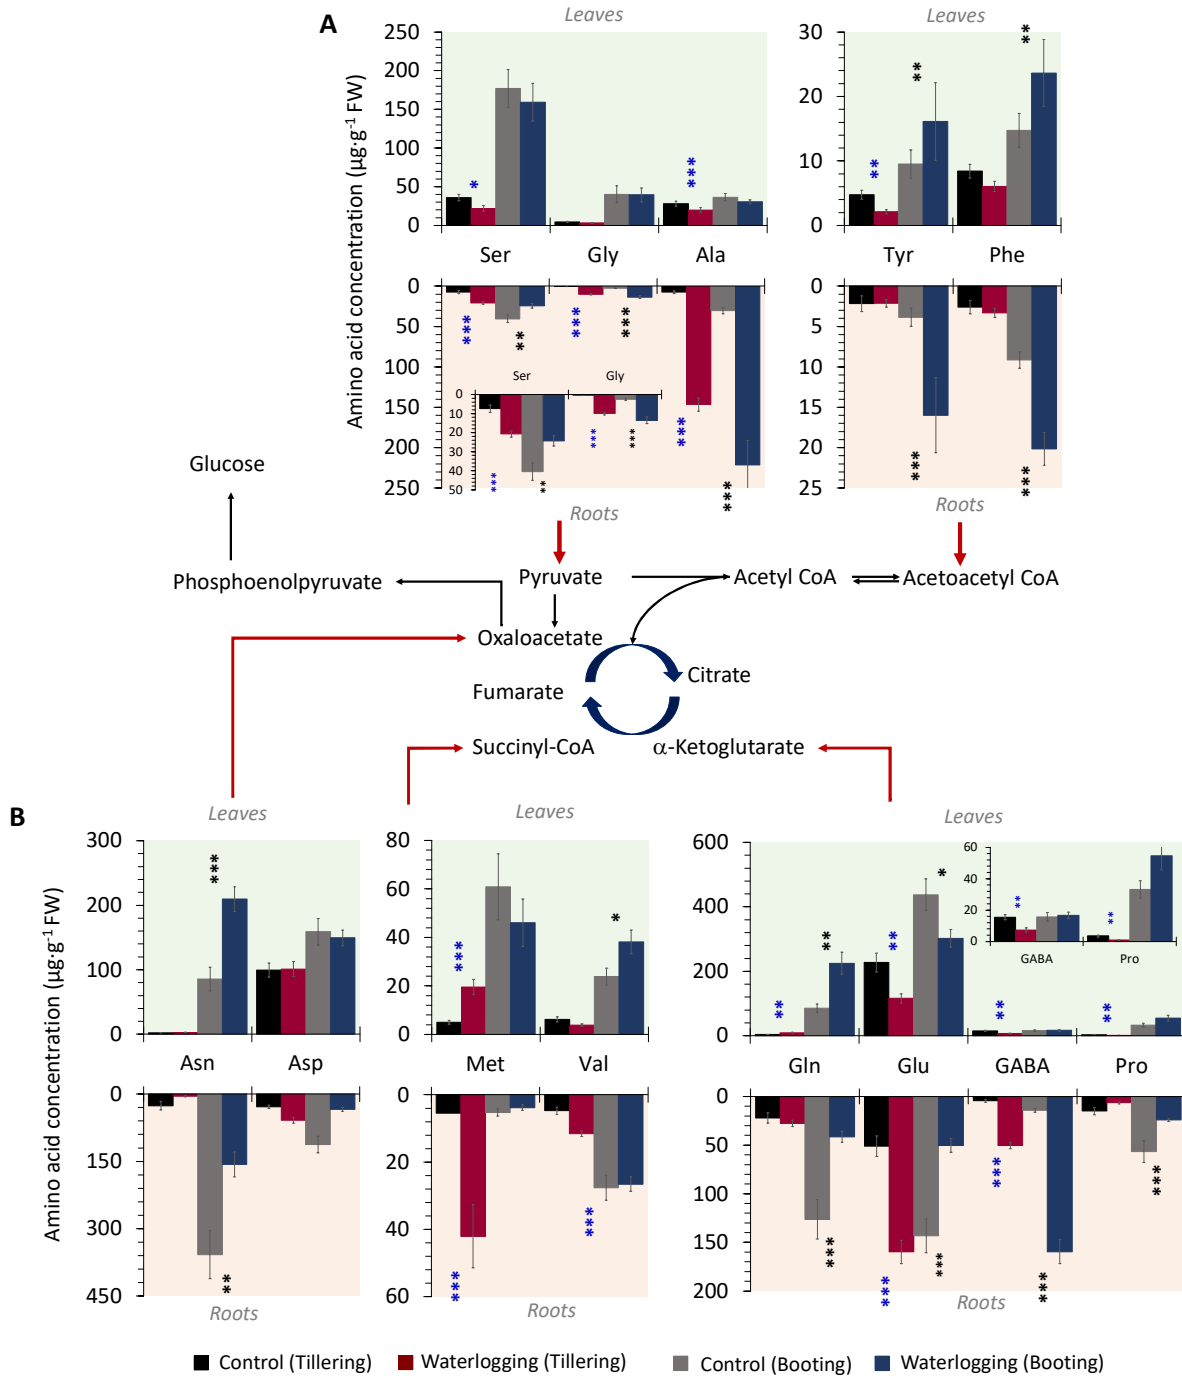 A
Leaves
Leaves
Amino acid concentration (µg·g⁻¹ FW)
250
200
150
100
50
0
*
***
30
20
10
0
**
**
**
Ser
Gly
Ala
Tyr
Phe
0
50
100
150
200
250
***
**
***
***
***
***
Ser
Gly
0
10
20
30
40
50
***
**
***
***
0
5
10
15
20
25
***
***
Roots
Roots
Glucose
Phosphoenolpyruvate
Pyruvate
Acetyl CoA
Acetoacetyl CoA
Oxaloacetate
Citrate
Fumarate
Succinyl-CoA
α-Ketoglutarate
B
Leaves
Leaves
Leaves
Amino acid concentration (µg·g⁻¹ FW)
300
200
100
0
***
80
60
40
20
0
***
*
600
400
200
0
**
**
**
*
**
**
60
40
20
0
**
**
GABA
Pro
Asn
Asp
Met
Val
Gln
Glu
GABA
Pro
0
150
300
450
**
0
20
40
60
***
***
0
50
100
150
200
***
***
***
***
***
***
Roots
Roots
Roots
Control (Tillering)
Waterlogging (Tillering)
Control (Booting)
Waterlogging (Booting)